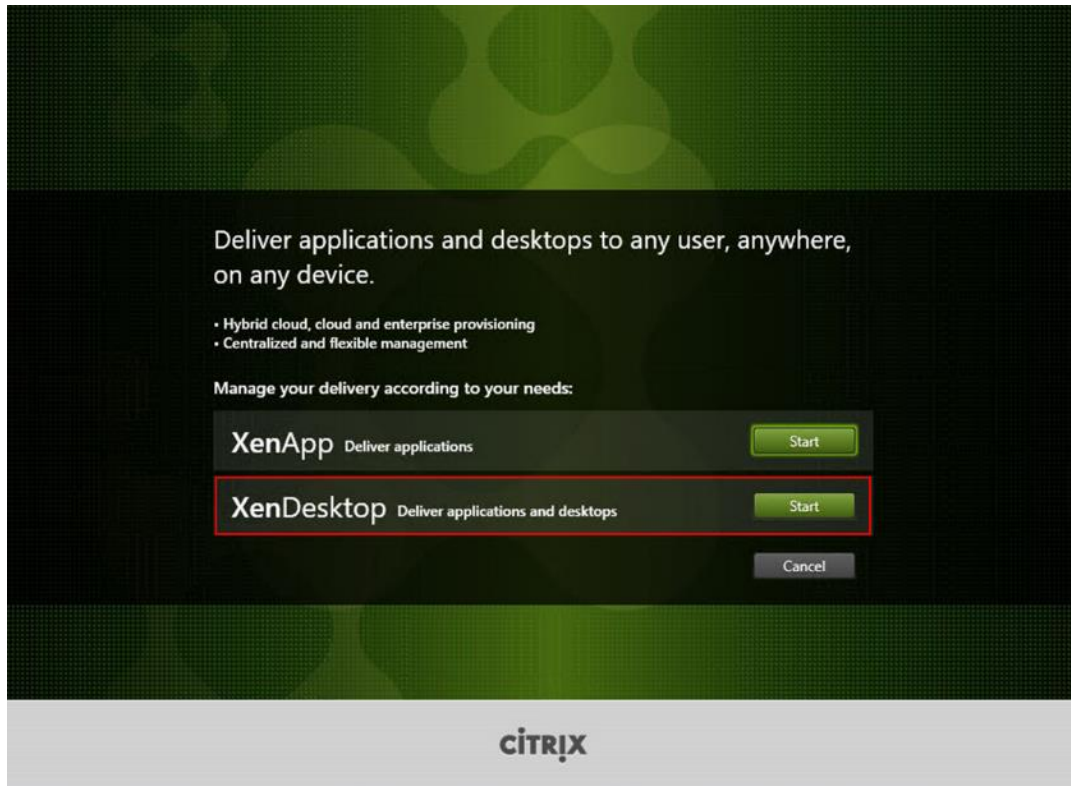 Deliver applications and desktops to any user, anywhere,
on any device.
• Hybrid cloud, cloud and enterprise provisioning
• Centralized and flexible management
Manage your delivery according to your needs:
XenApp Deliver applications Start
XenDesktop Deliver applications and desktops Start
Cancel
CİTRIX